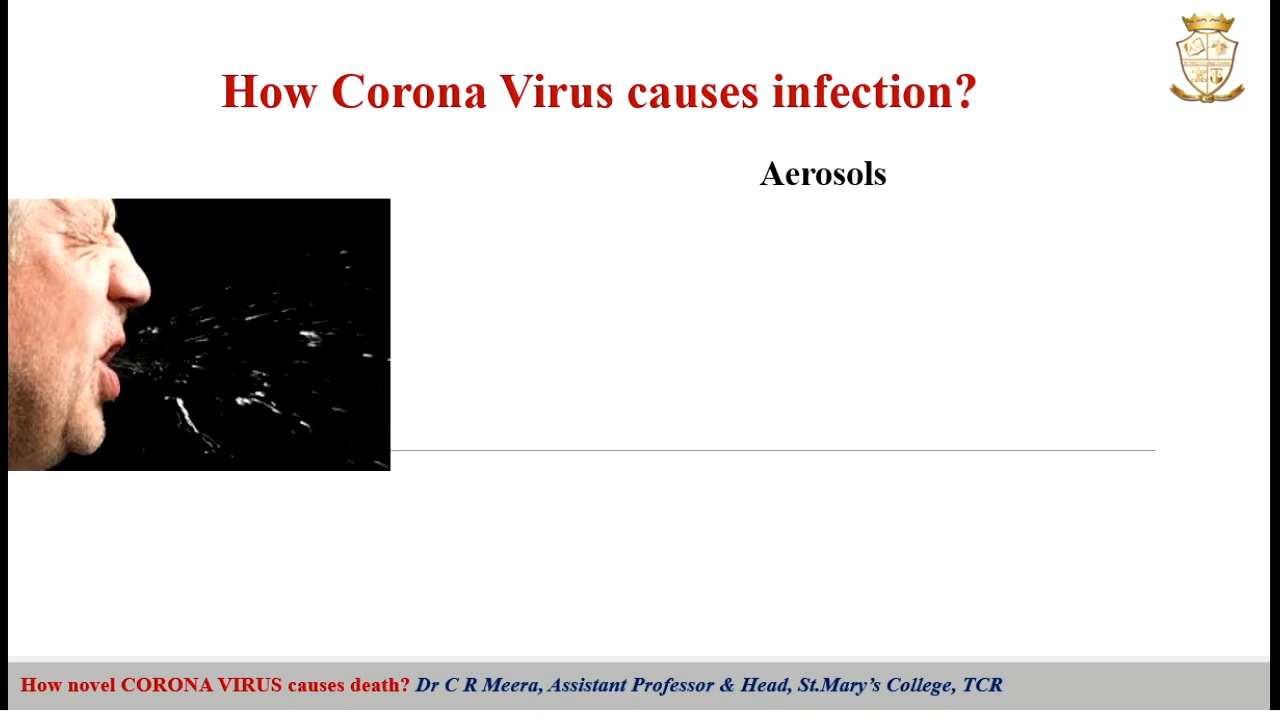 How Corona Virus causes infection?
Aerosols
How novel CORONA VIRUS causes death? Dr C R Meera, Assistant Professor & Head, St.Mary's College, TCR